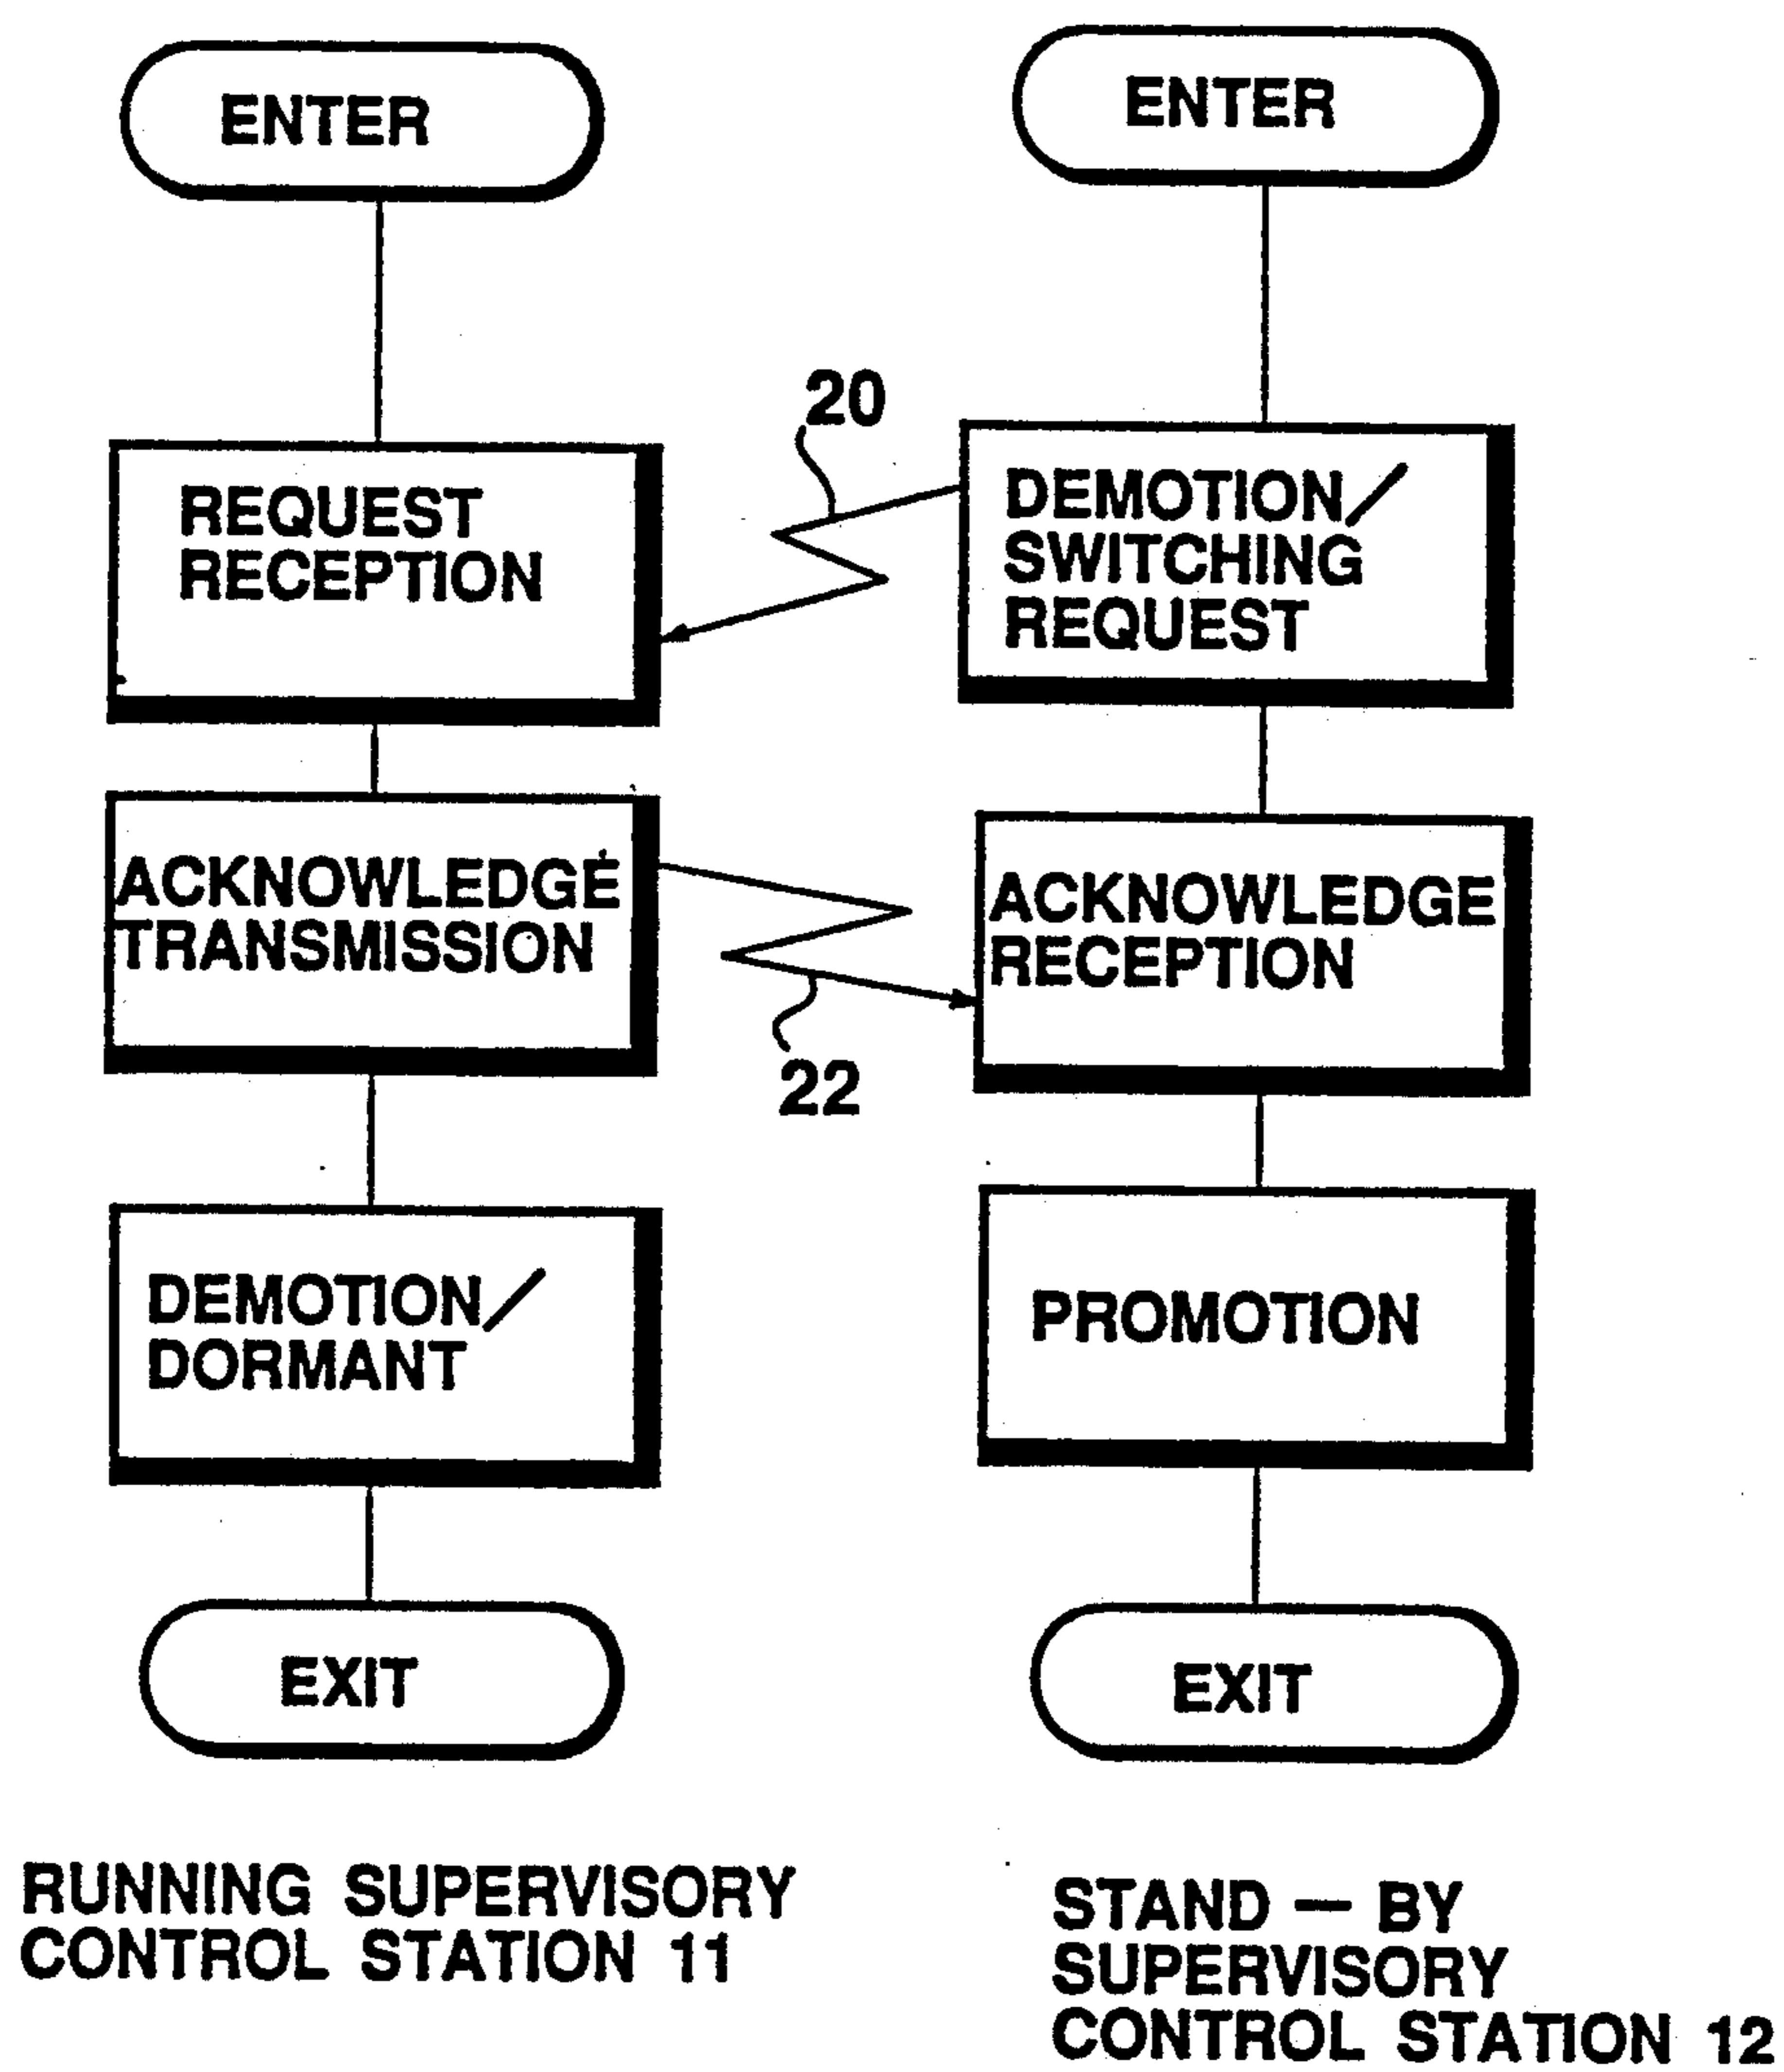 ENTER
REQUEST
RECEPTION
ACKNOWLEDGE
TRANSMISSION
DEMOTION/
DORMANT
EXIT
RUNNING SUPERVISORY
CONTROL STATION 11
20
22
ENTER
DEMOTION/
SWITCHING
REQUEST
ACKNOWLEDGE
RECEPTION
PROMOTION
EXIT
STAND — BY
SUPERVISORY
CONTROL STATION 12